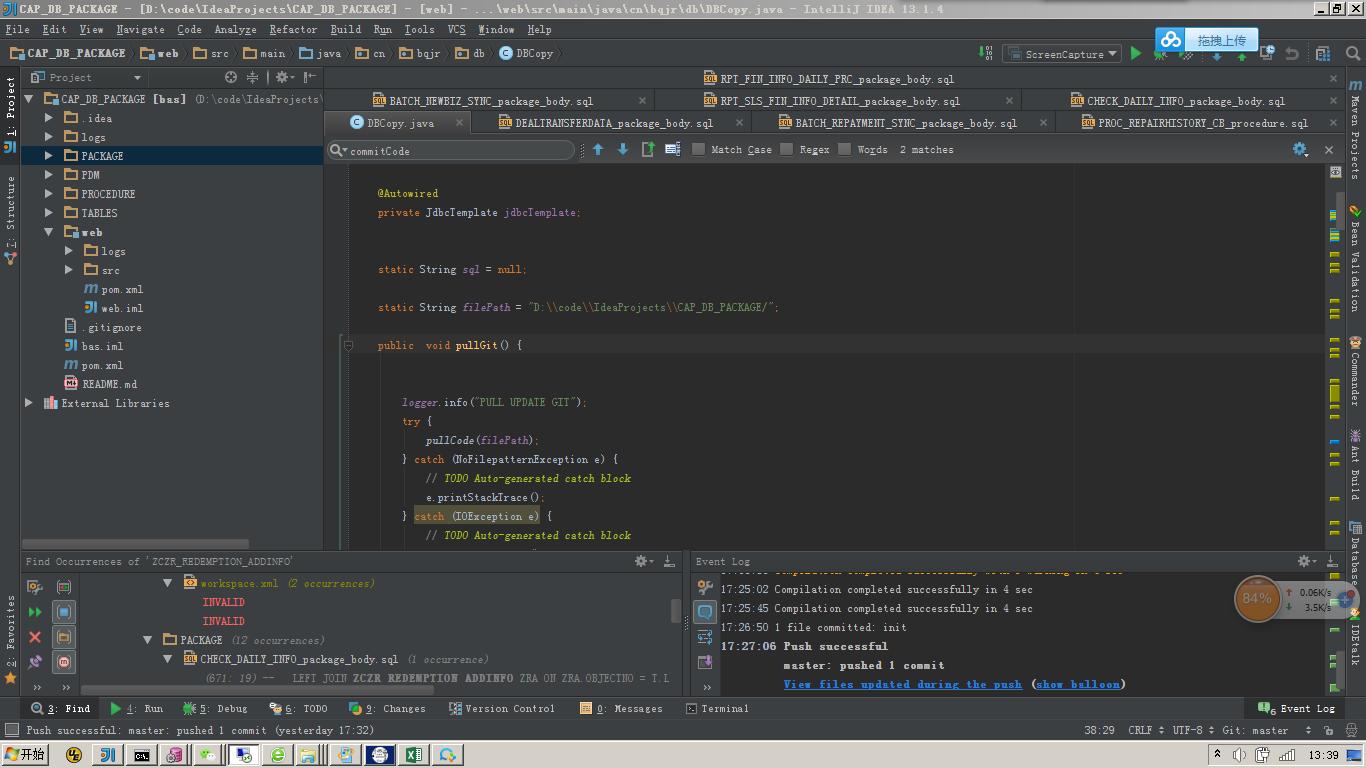 CAP_DB_PACKAGE - [D:\code\IdeaProjects\CAP_DB_PACKAGE] - [web] - ...\web\src\main\java\cn\bqjr\db\DBCopy.java - IntelliJ IDEA 13.1.4
File Edit View Navigate Code Analyze Refactor Build Run Tools VCS Window Help
拖拽上传
CAP_DB_PACKAGE web src main java cn bqjr db DBCopy
ScreenCapture
Project
RPT_FIN_INFO_DAILY_PRC_package_body.sql
BATCH_NEWBIZ_SYNC_package_body.sql RPT_SLS_FIN_INFO_DETAIL_package_body.sql CHECK_DAILY_INFO_package_body.sql
DBCopy.java DEALTRANSFERDATA_package_body.sql BATCH_REPAYMENT_SYNC_package_body.sql PROC_REPAIRHISTORY_CB_procedure.sql
commitCode Match Case Regex Words 2 matches
1: Project
7: Structure
2: Favorites
CAP_DB_PACKAGE [bas] (D:\code\IdeaProjects\
.idea
logs
PACKAGE
PDM
PROCEDURE
TABLES
web
logs
src
pom.xml
web.iml
.gitignore
bas.iml
pom.xml
README.md
External Libraries
@Autowired
private JdbcTemplate jdbcTemplate;
static String sql = null;
static String filePath = "D:\\code\\IdeaProjects\\CAP_DB_PACKAGE/";
public  void pullGit() {
logger.info("PULL UPDATE GIT");
try {
pullCode(filePath);
} catch (NoFilepatternException e) {
// TODO Auto-generated catch block
e.printStackTrace();
} catch (IOException e) {
// TODO Auto-generated catch block
Maven Projects
Bean Validation
Commander
Ant Build
Database
IDEtalk
Find Occurrences of 'ZCZR_REDEMPTION_ADDINFO'
workspace.xml (2 occurrences)
INVALID
INVALID
PACKAGE (12 occurrences)
CHECK_DAILY_INFO_package_body.sql (1 occurrence)
(671: 19) --   LEFT JOIN ZCZR_REDEMPTION_ADDINFO ZRA ON ZRA.OBJECTNO = T.L
Event Log
17:25:02 Compilation completed successfully in 4 sec
17:25:45 Compilation completed successfully in 4 sec
17:26:50 1 file committed: init
17:27:06 Push successful
master: pushed 1 commit
View files updated during the push (show balloon)
84%
0.06K/s
3.5K/s
3: Find 4: Run 5: Debug 6: TODO 9: Changes Version Control 0: Messages Terminal 6 Event Log
Push successful: master: pushed 1 commit (yesterday 17:32) 38:29 CRLF UTF-8 Git: master
开始 13:39